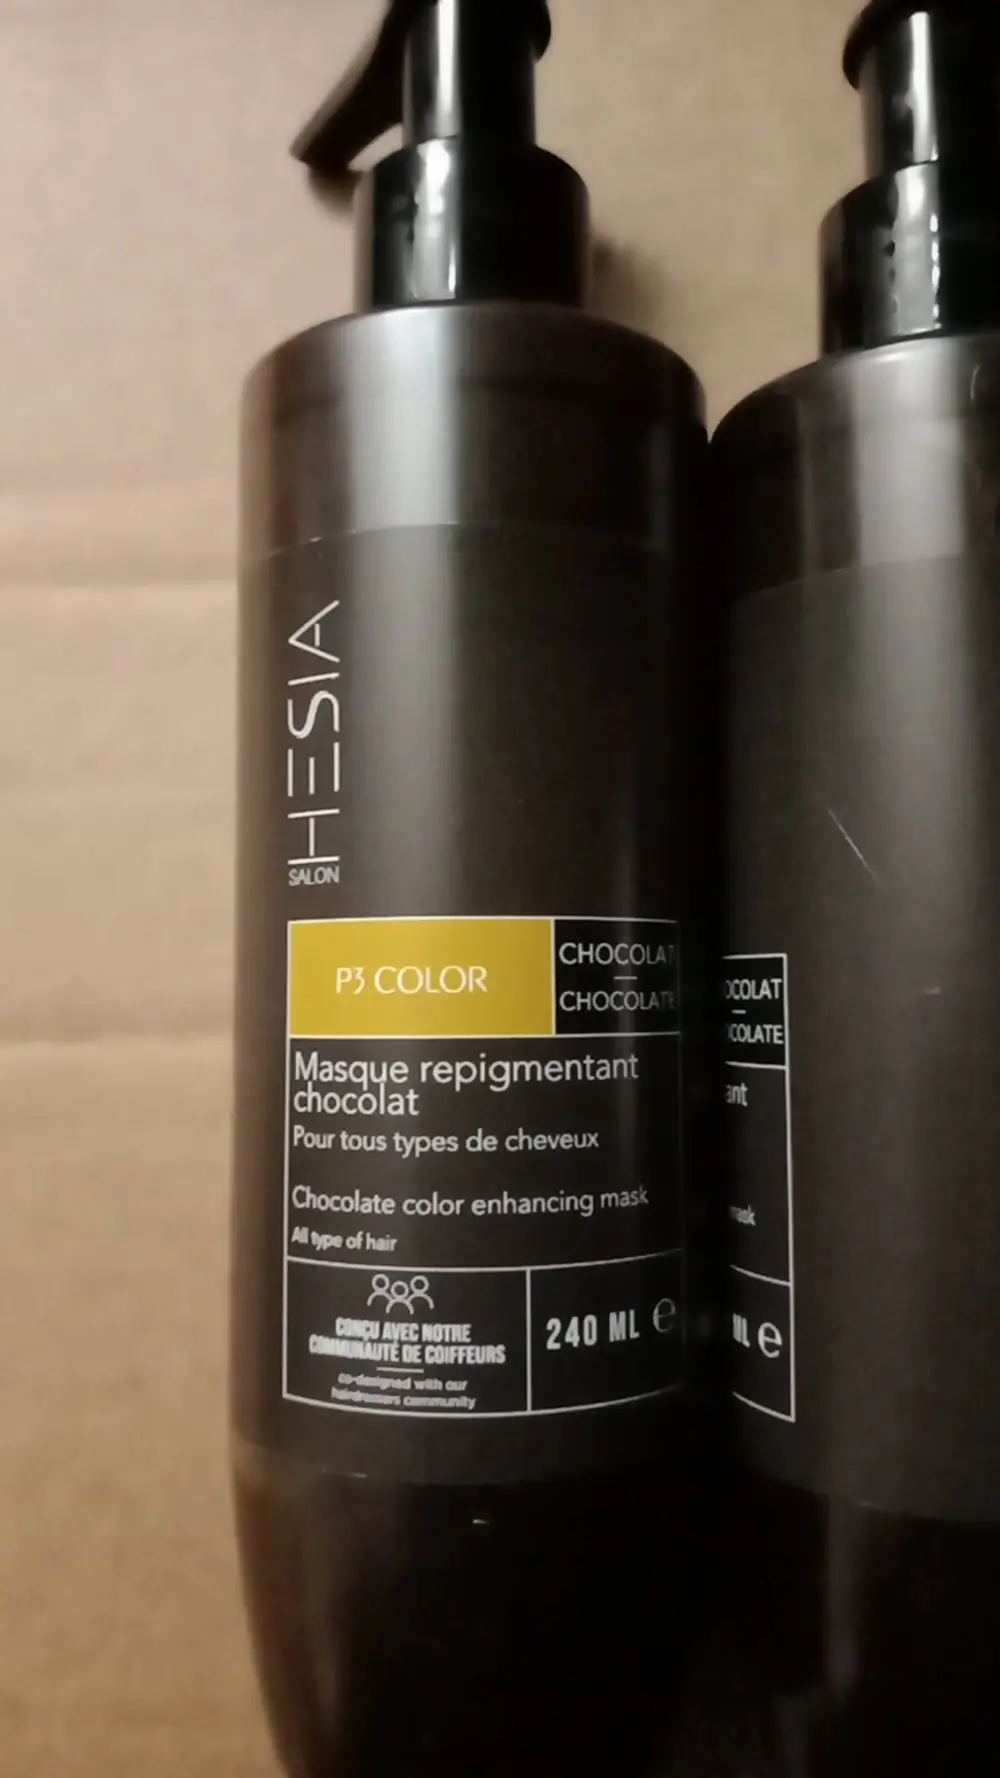 HESIA
SALON
P3 COLOR
CHOCOLAT
CHOCOLATE
Masque repigmentant
chocolat
Pour tous types de cheveux
Chocolate color enhancing mask
All type of hair
CONÇU AVEC NOTRE
COMMUNAUTÉ DE COIFFEURS
co-designed with our
hairdressers community
240 ML e
OCOLAT
OCOLATE
ant
mask
ML e